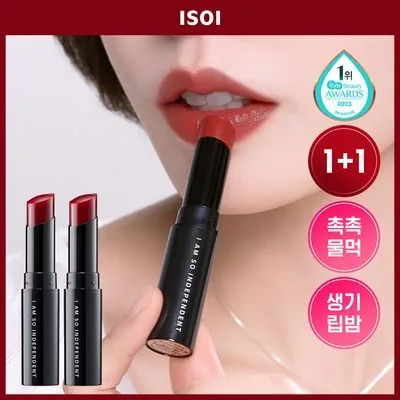 ISOI
1위
Beauty
AWARDS
2023
1+1
촉촉
물먹
생기
립밤
I AM SO INDEPENDENT
I AM SO INDEPENDENT
I AM SO INDEPENDENT